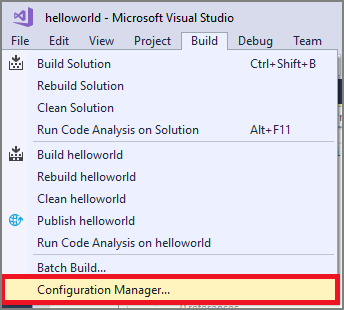 helloworld - Microsoft Visual Studio
File Edit View Project Build Debug Team
Build Solution Ctrl+Shift+B
Rebuild Solution
Clean Solution
Run Code Analysis on Solution Alt+F11
Build helloworld
Rebuild helloworld
Clean helloworld
Publish helloworld
Run Code Analysis on helloworld
Batch Build...
Configuration Manager...